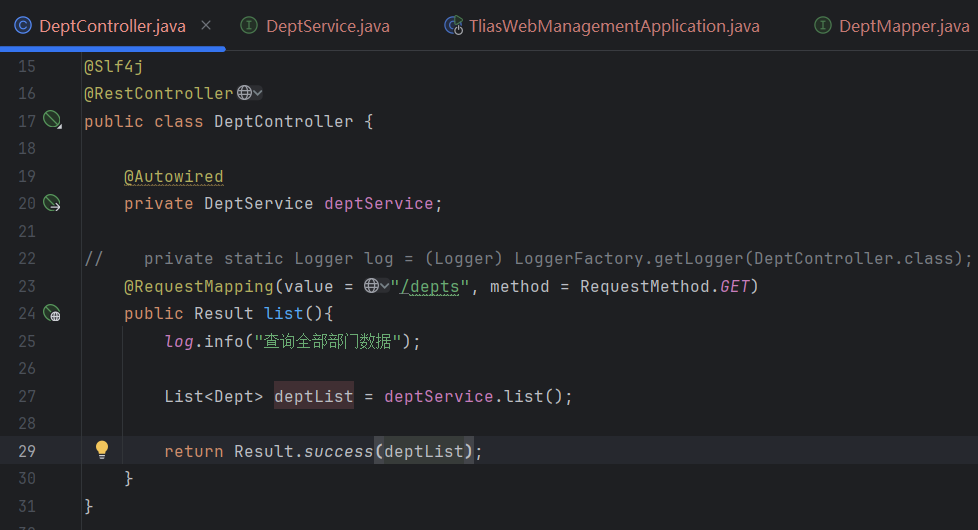 DeptController.java × DeptService.java TliasWebManagementApplication.java DeptMapper.java
15 @Slf4j
16 @RestController
17 public class DeptController {
18
19 @Autowired
20 private DeptService deptService;
21
22 // private static Logger log = (Logger) LoggerFactory.getLogger(DeptController.class);
23 @RequestMapping(value = "/depts", method = RequestMethod.GET)
24 public Result list(){
25 log.info("查询全部部门数据");
26
27 List<Dept> deptList = deptService.list();
28
29 return Result.success(deptList);
30 }
31 }